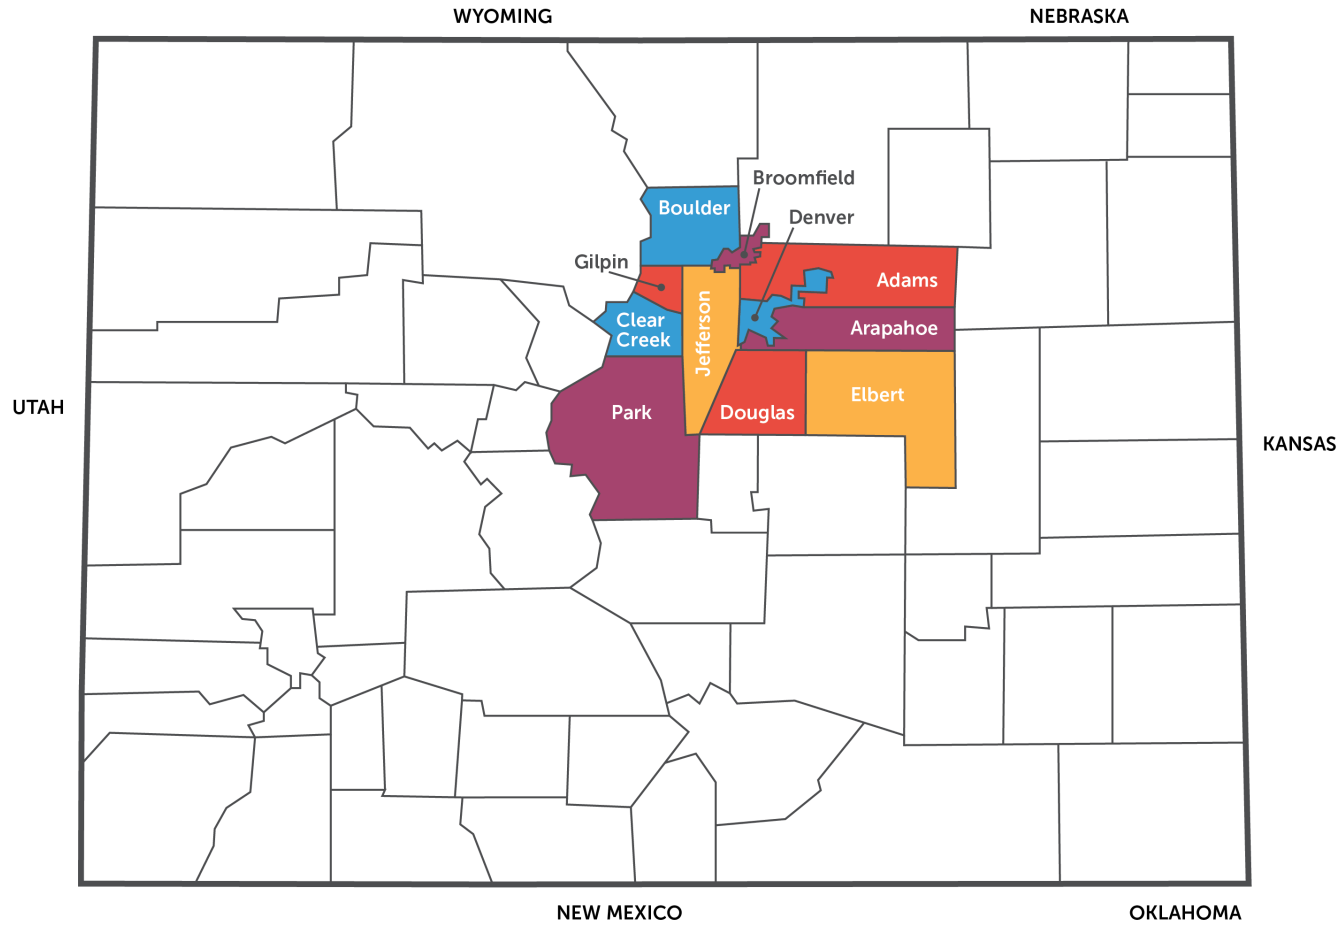 WYOMING
NEBRASKA
Broomfield
Boulder
Denver
Gilpin
Adams
Clear
Creek
Jefferson
Arapahoe
UTAH
Park
Douglas
Elbert
KANSAS
NEW MEXICO
OKLAHOMA